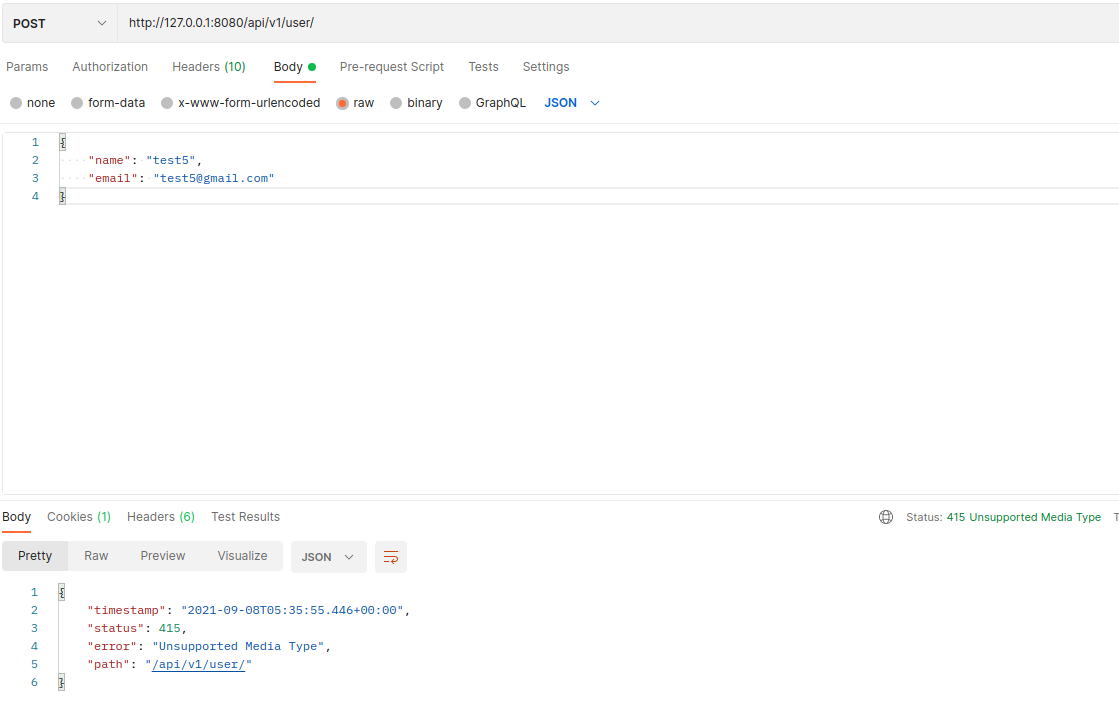 POST http://127.0.0.1:8080/api/v1/user/
Params Authorization Headers (10) Body Pre-request Script Tests Settings
none form-data x-www-form-urlencoded raw binary GraphQL JSON
1 {
2 "name": "test5",
3 "email": "test5@gmail.com"
4 }
Body Cookies (1) Headers (6) Test Results Status: 415 Unsupported Media Type T
Pretty Raw Preview Visualize JSON
1 {
2 "timestamp": "2021-09-08T05:35:55.446+00:00",
3 "status": 415,
4 "error": "Unsupported Media Type",
5 "path": "/api/v1/user/"
6 }